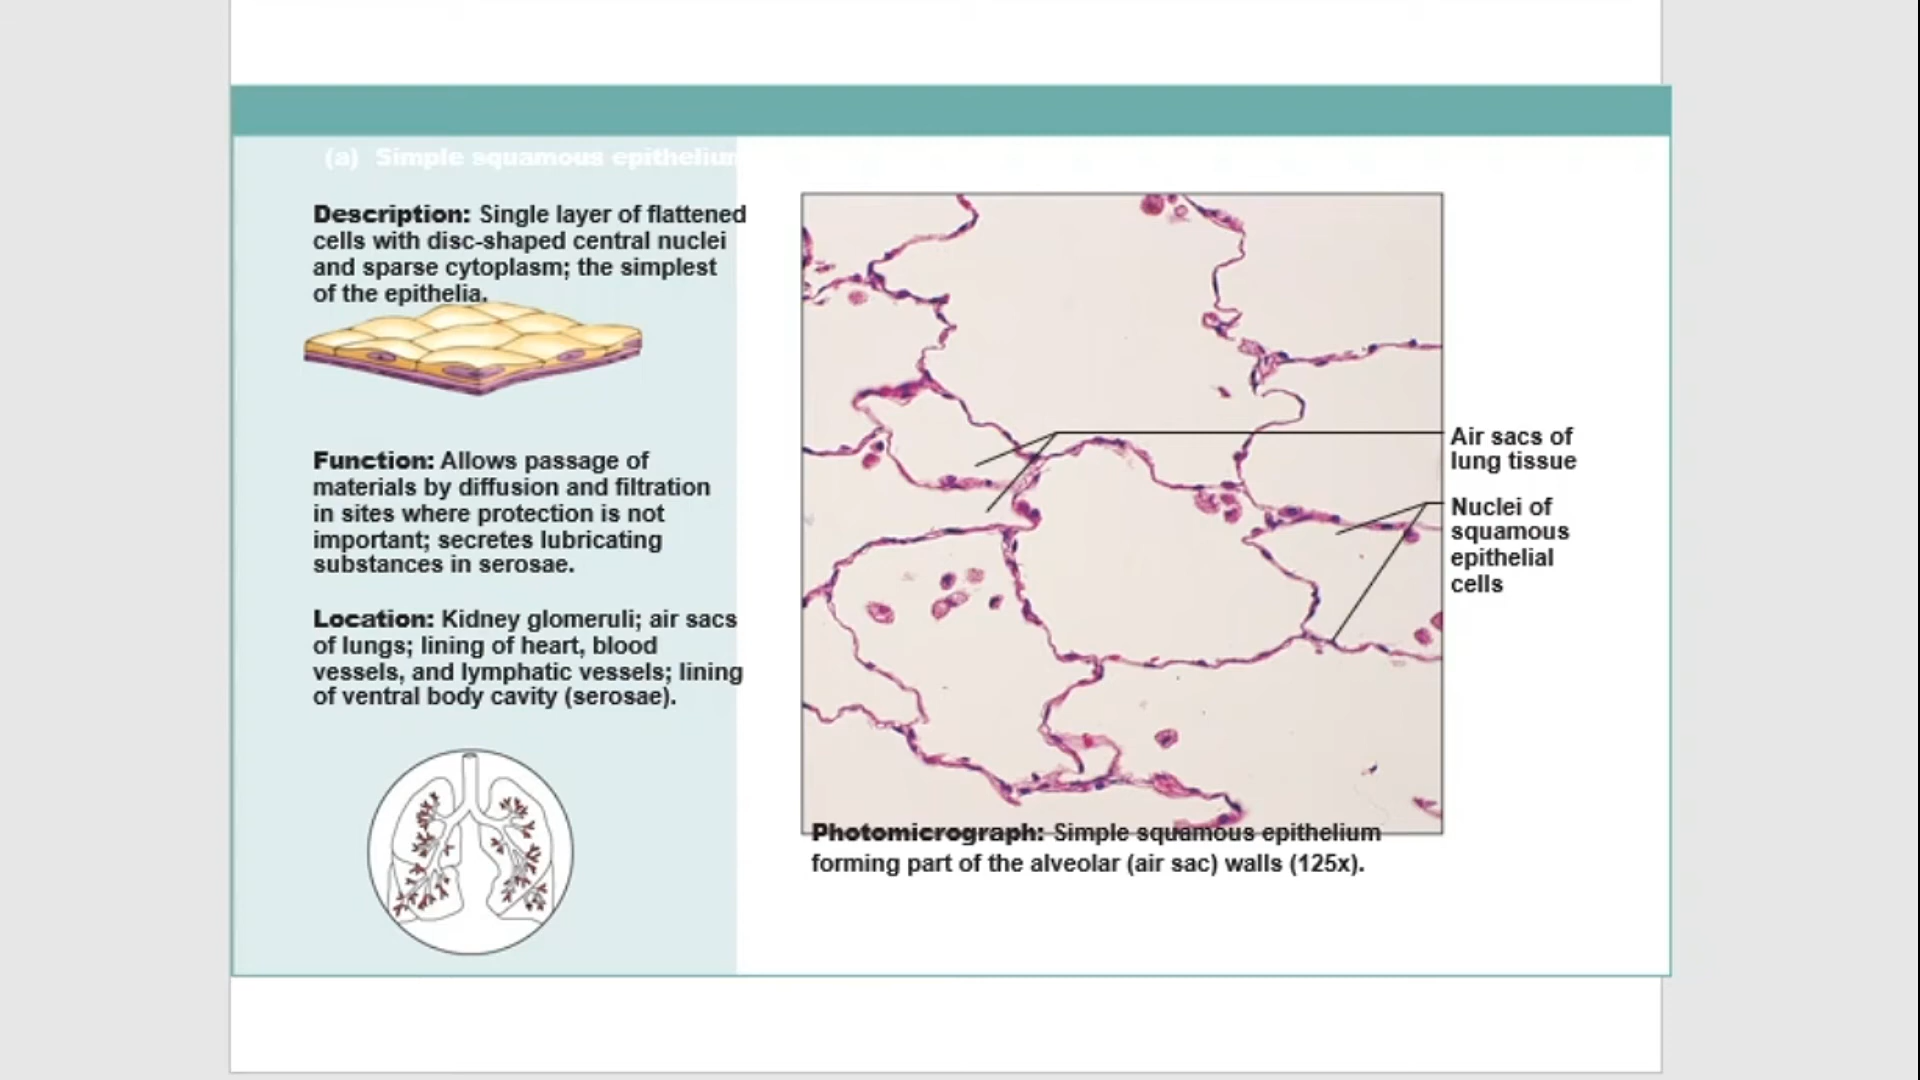 (a) Simple squamous epithelium
Description: Single layer of flattened
cells with disc-shaped central nuclei
and sparse cytoplasm; the simplest
of the epithelia.
Function: Allows passage of
materials by diffusion and filtration
in sites where protection is not
important; secretes lubricating
substances in serosae.
Location: Kidney glomeruli; air sacs
of lungs; lining of heart, blood
vessels, and lymphatic vessels; lining
of ventral body cavity (serosae).
Air sacs of
lung tissue
Nuclei of
squamous
epithelial
cells
Photomicrograph: Simple squamous epithelium
forming part of the alveolar (air sac) walls (125x).